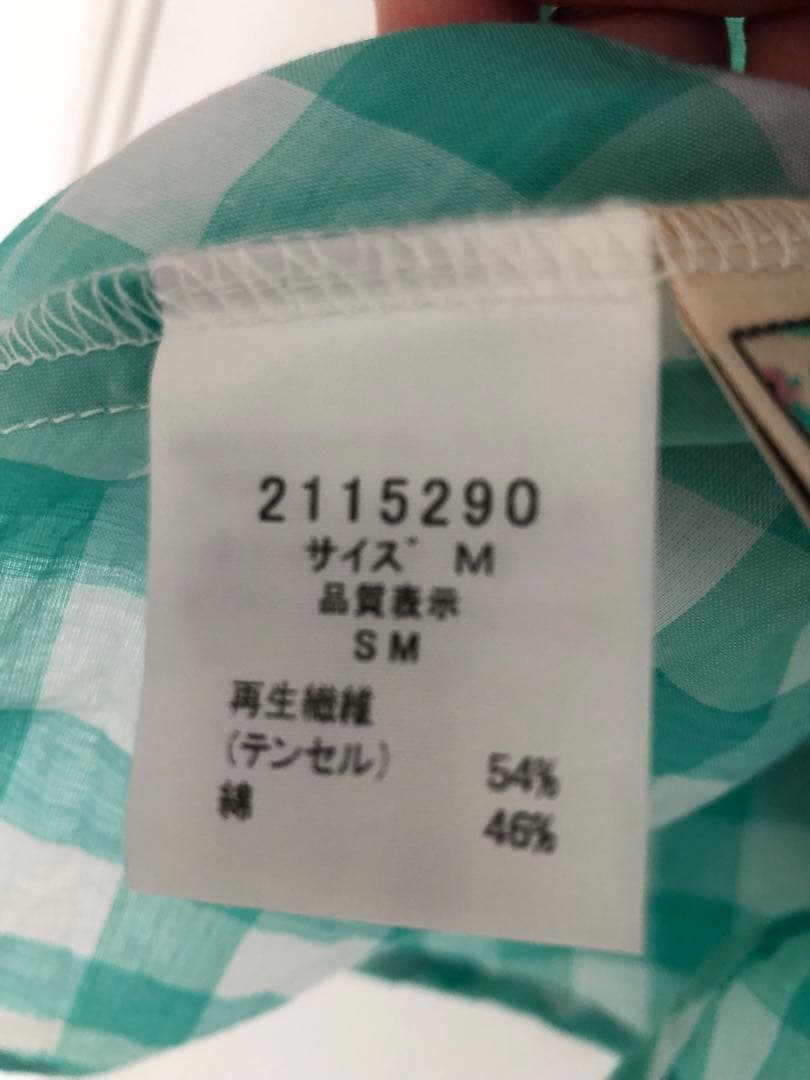 2115290
サイズ M
品質表示
SM
再生繊維
(テンセル) 54%
綿 46%